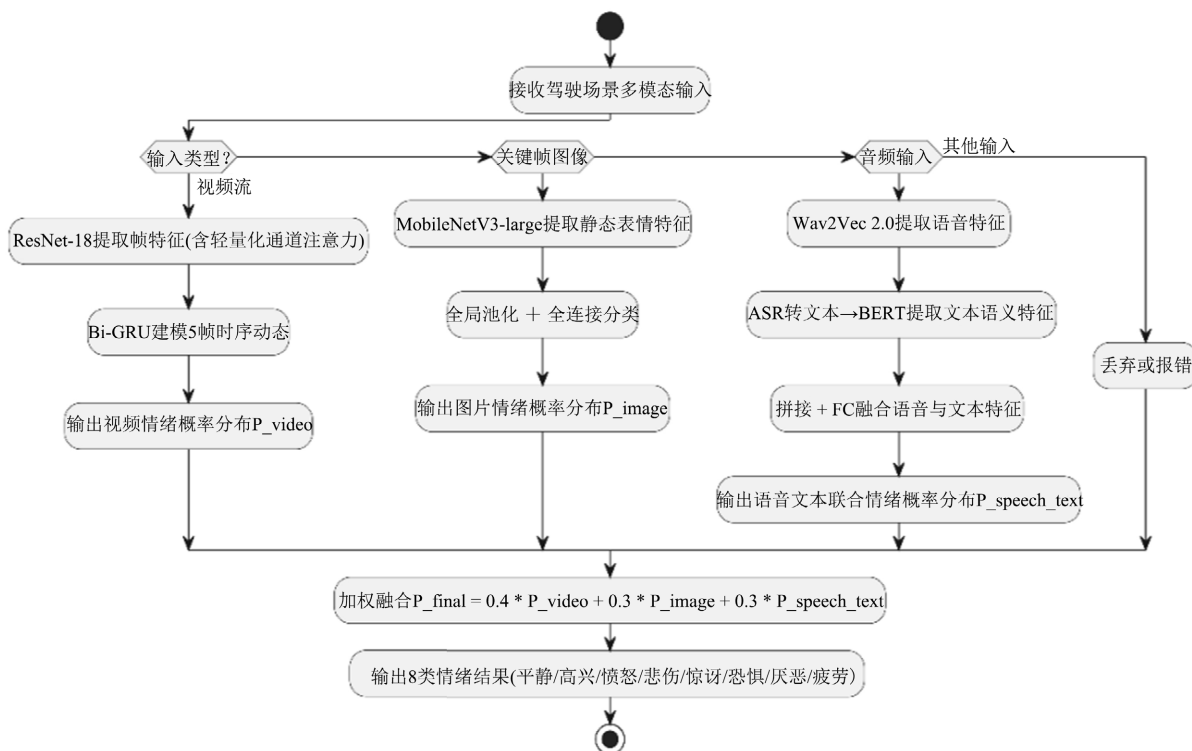 接收驾驶场景多模态输入
输入类型?
关键帧图像
音频输入
其他输入
视频流
ResNet-18提取帧特征(含轻量化通道注意力)
MobileNetV3-large提取静态表情特征
Wav2Vec 2.0提取语音特征
Bi-GRU建模5帧时序动态
全局池化 + 全连接分类
ASR转文本→BERT提取文本语义特征
丢弃或报错
输出视频情绪概率分布P_video
输出图片情绪概率分布P_image
拼接 + FC融合语音与文本特征
输出语音文本联合情绪概率分布P_speech_text
加权融合P_final = 0.4 * P_video + 0.3 * P_image + 0.3 * P_speech_text
输出8类情绪结果(平静/高兴/愤怒/悲伤/惊讶/恐惧/厌恶/疲劳)